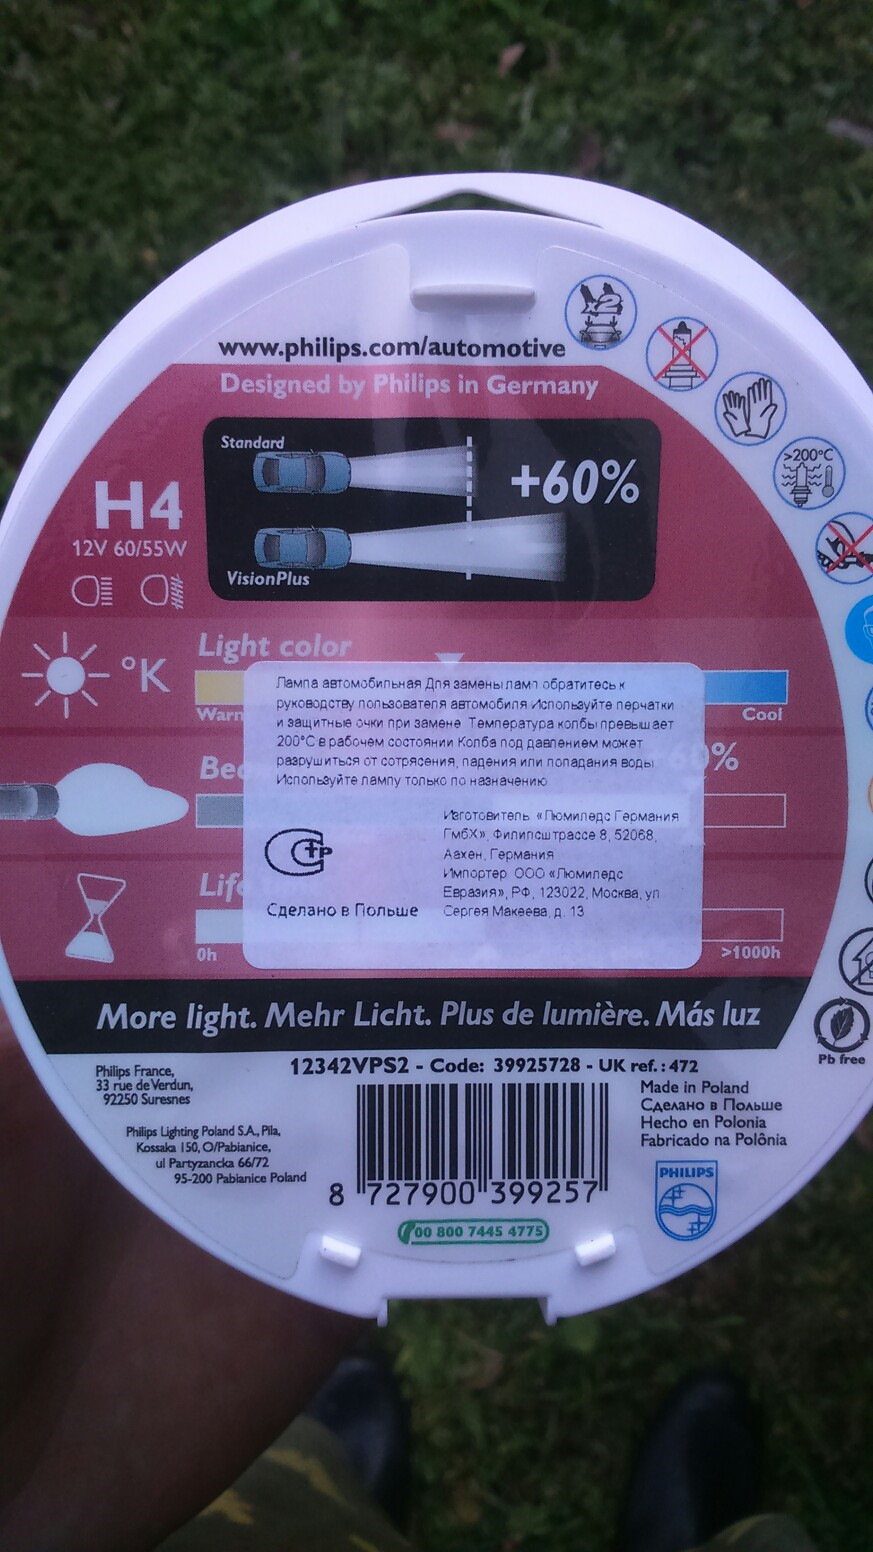 www.philips.com/automotive
Designed by Philips in Germany
x2
>200°C
Standard
+60%
VisionPlus
H4
12V 60/55W
Light color
°K
Cool
60%
0h
>1000h
Лампа автомобильная Для замены ламп обратитесь к
руководству пользователя автомобиля Используйте перчатки
и защитные очки при замене Температура колбы превышает
200°С в рабочем состоянии Колба под давлением может
разрушиться от сотрясения, падения или попадания воды
Используйте лампу только по назначению
Изготовитель «Люмиледс Германия
ГмбХ», Филипсштрассе 8, 52068,
Аахен, Германия
Импортер ООО «Люмиледс
Евразия», РФ, 123022, Москва, ул
Сергея Макеева, д. 13
Сделано в Польше
More light. Mehr Licht. Plus de lumière. Más luz
Pb free
12342VPS2 - Code: 39925728 - UK ref.: 472
Philips France,
33 rue de Verdun,
92250 Suresnes
Philips Lighting Poland S.A., Pila,
Kossaka 150, O/Pabianice,
ul Partyzancka 66/72
95-200 Pabianice Poland
8 727900 399257
00 800 7445 4775
Made in Poland
Сделано в Польше
Hecho en Polonia
Fabricado na Polônia
PHILIPS